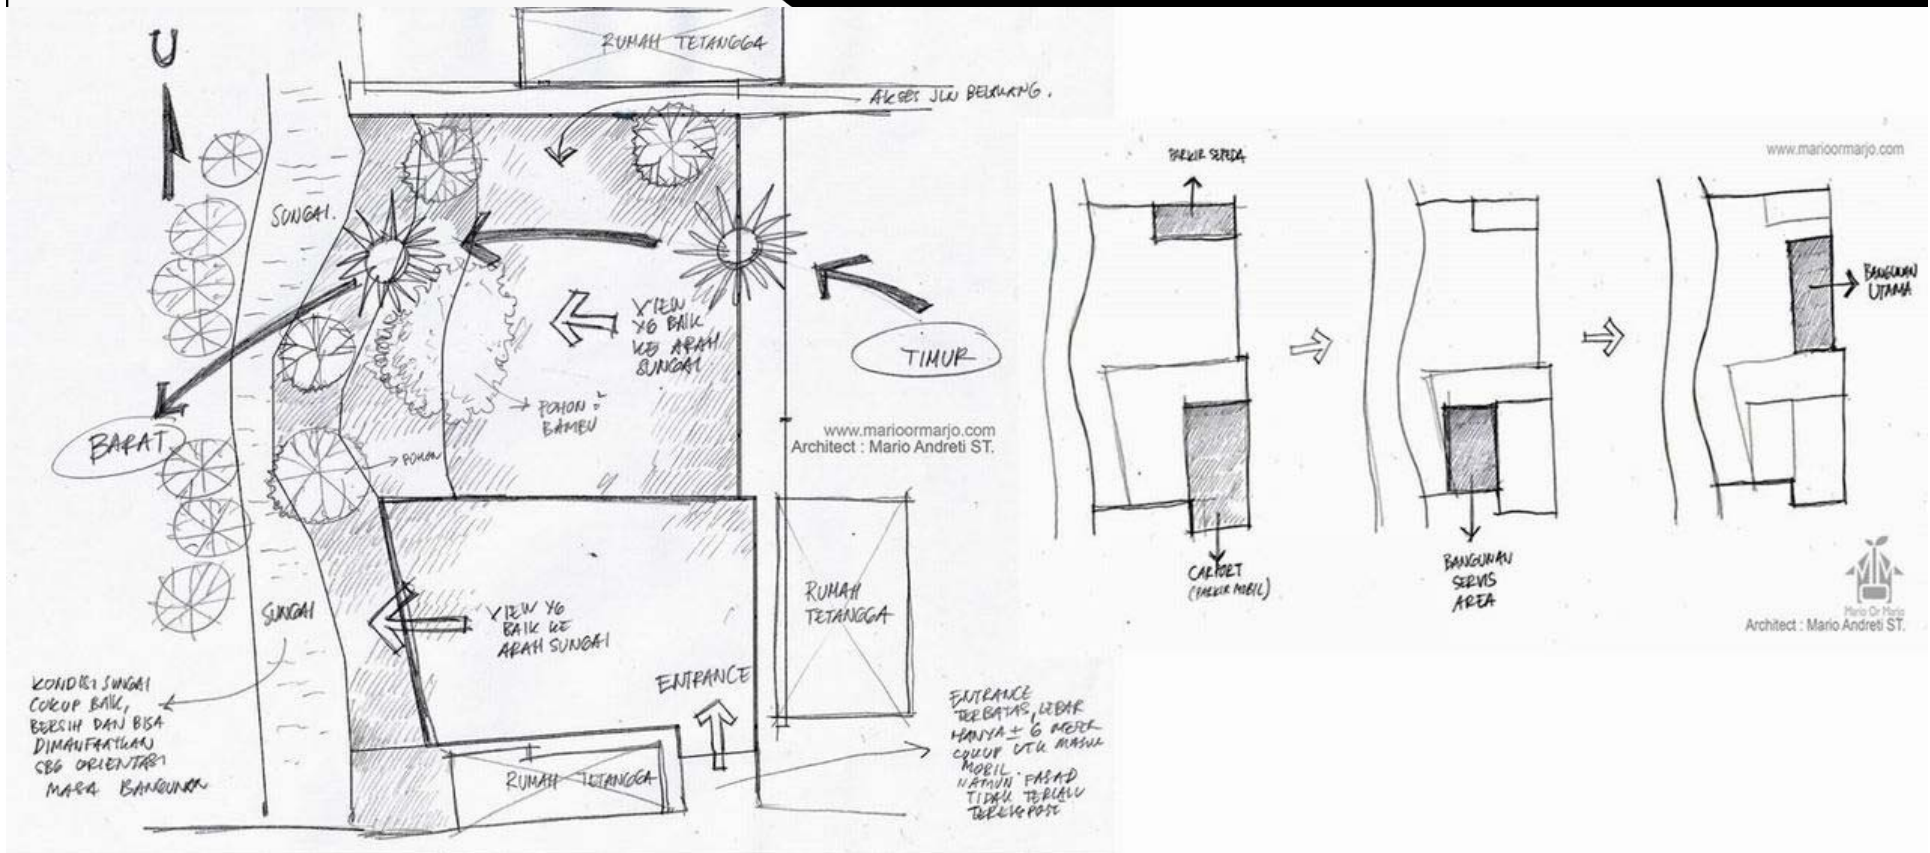 U
RUMAH TETANGGA
AKSES JLN BELAKANG.
SUNGAI.
VIEW
YG BAIK
KE ARAH
SUNGAI
TIMUR
POHON²
BAMBU
BARAT
POHON
www.marioormarjo.com
Architect : Mario Andreti ST.
RUMAH
TETANGGA
SUNGAI
VIEW YG
BAIK KE
ARAH SUNGAI
ENTRANCE
KONDISI SUNGAI
CUKUP BAIK,
BERSIH DAN BISA
DIMANFAATKAN
SBG ORIENTASI
MASA BANGUNAN
RUMAH TETANGGA
ENTRANCE
TERBATAS, LEBAR
HANYA ± 6 METER
CUKUP UTK MASUK
MOBIL.
NAMUN FASAD
TIDAK TERLALU
TEREKSPOSE
PARKIR SEPEDA
CARPORT
(PARKIR MOBIL)
BANGUNAN
SERVIS
AREA
www.marioormarjo.com
BANGUNAN
UTAMA
Mario Or Marjo
Architect : Mario Andreti ST.